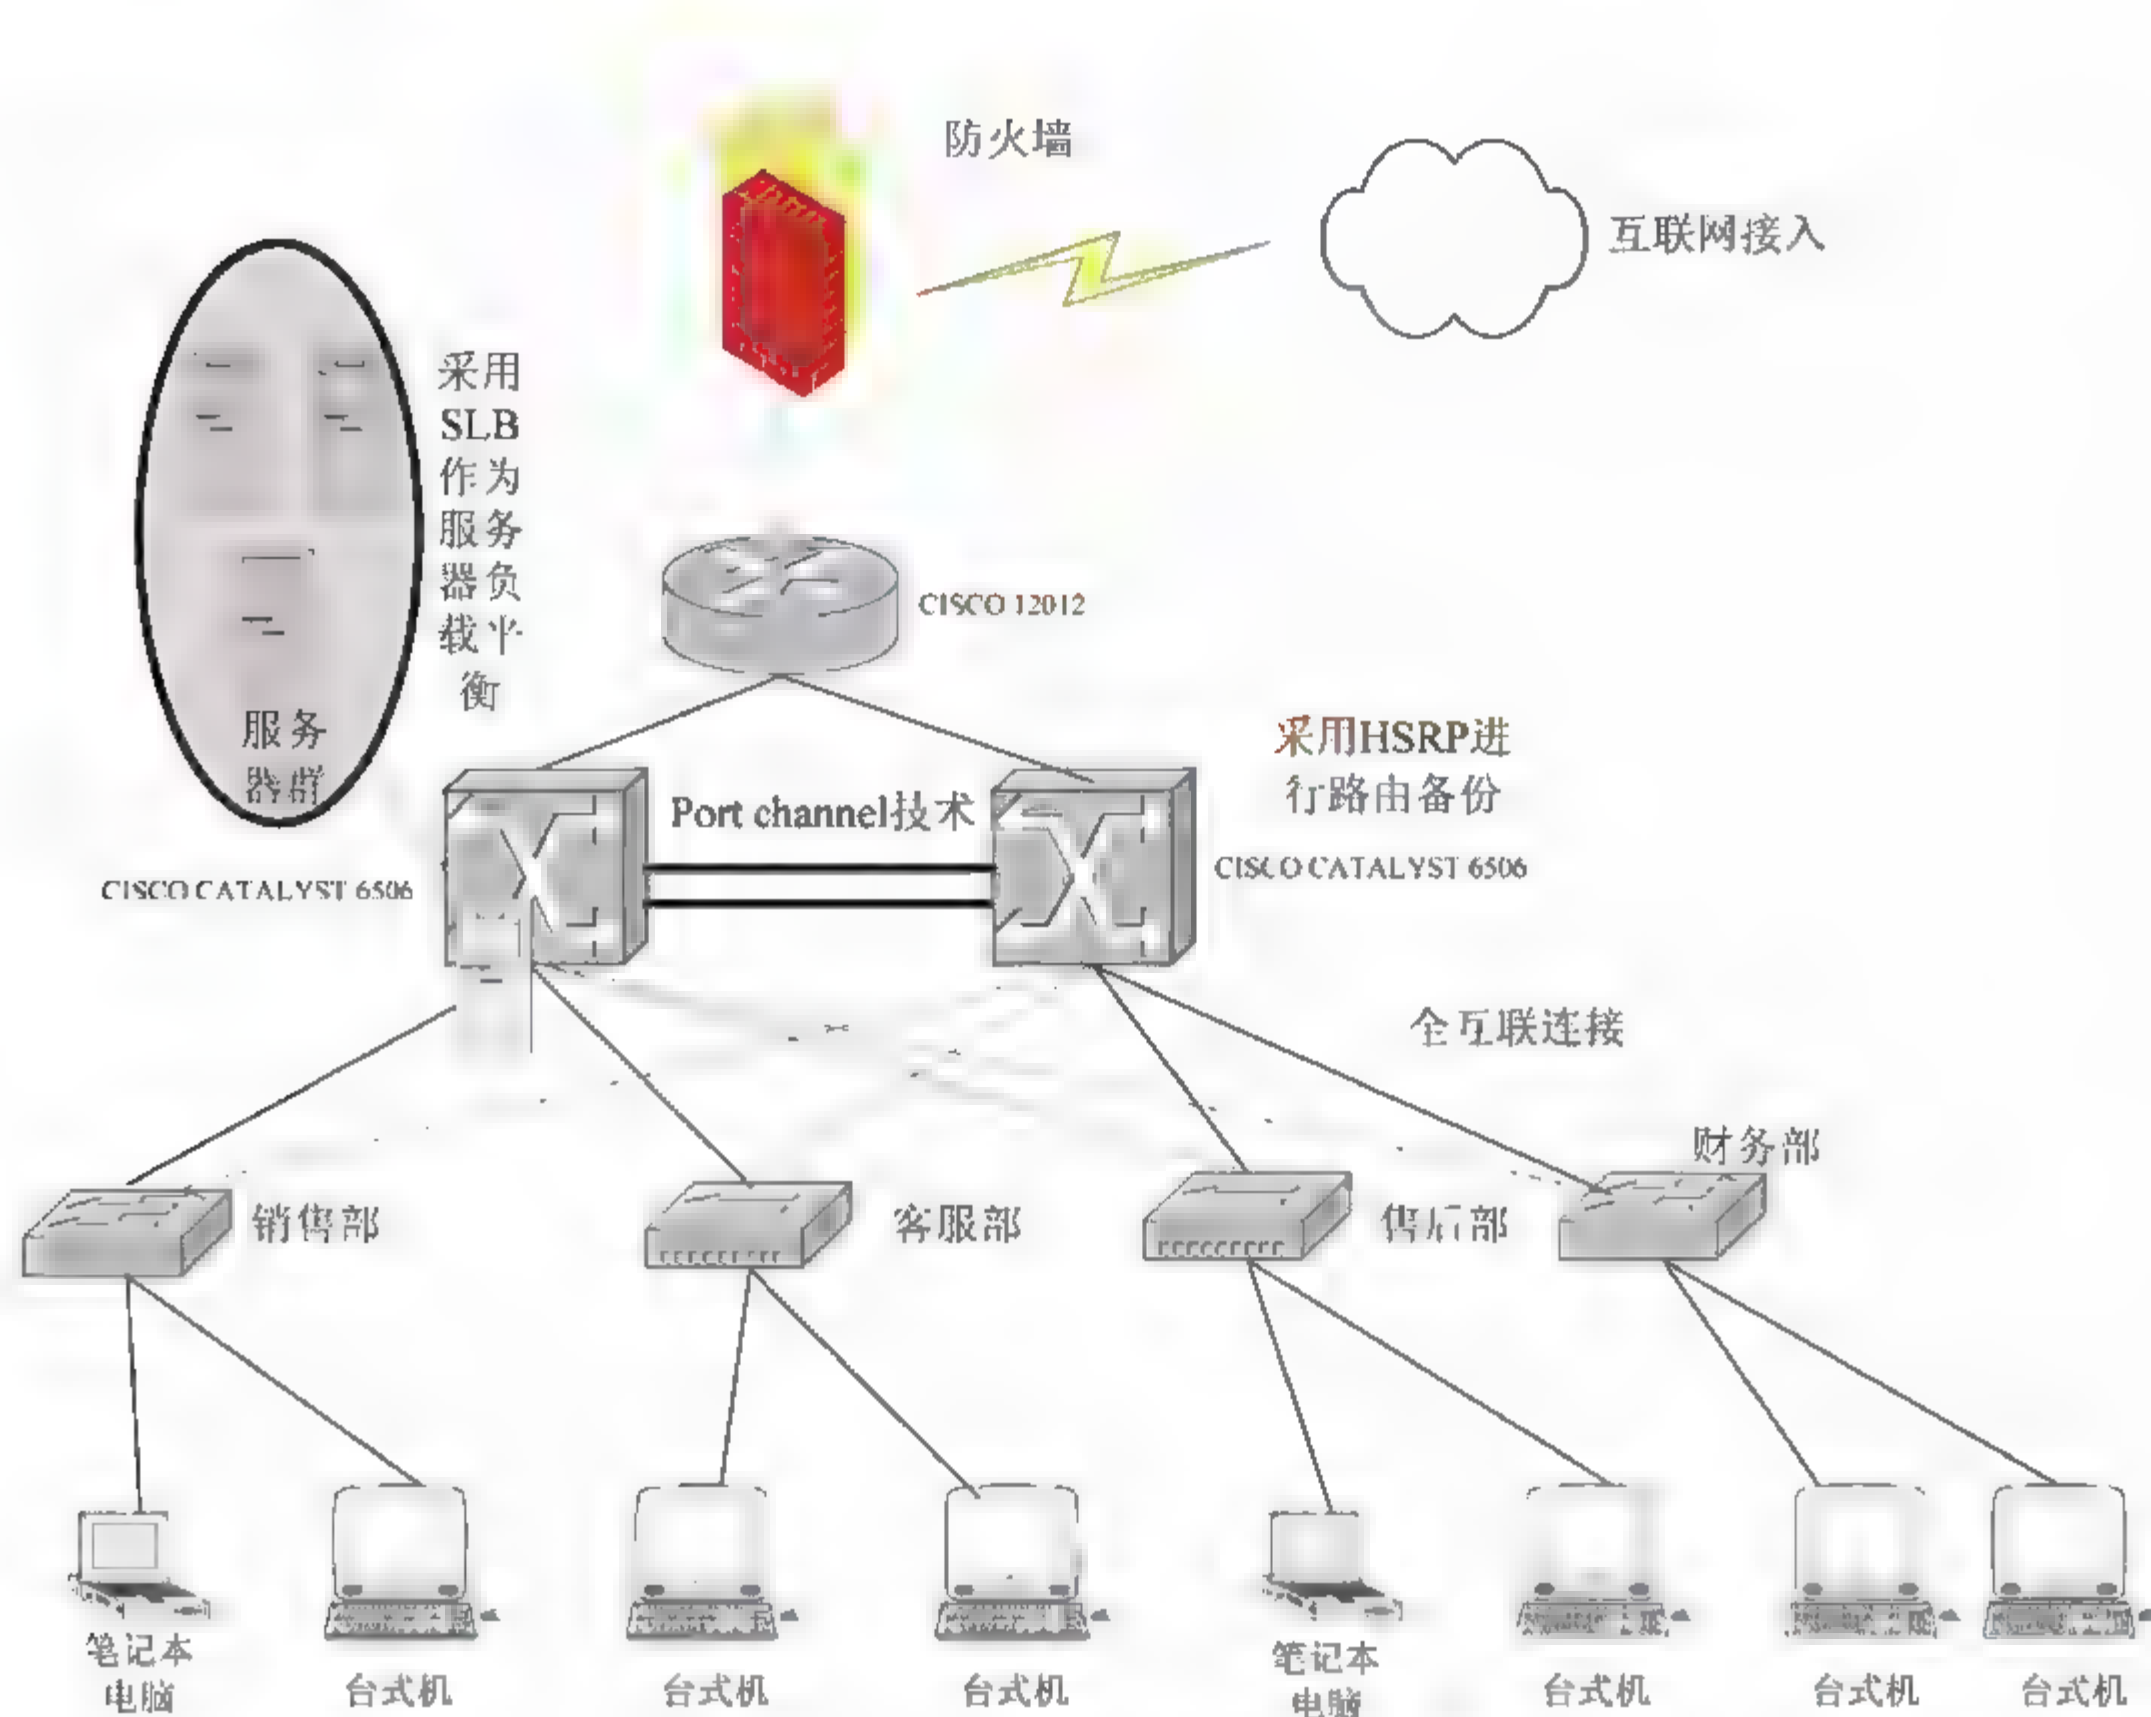 防火墙
互联网接入
采用
SLB
作为
服务
器负
载平
衡
CISCO 12012
服务
器群
采用HSRP进
行路由备份
Port channel技术
CISCO CATALYST 6506
CISCO CATALYST 6506
全互联连接
财务部
销售部
客服部
售后部
笔记本
电脑
台式机
台式机
台式机
笔记本
电脑
台式机
台式机
台式机